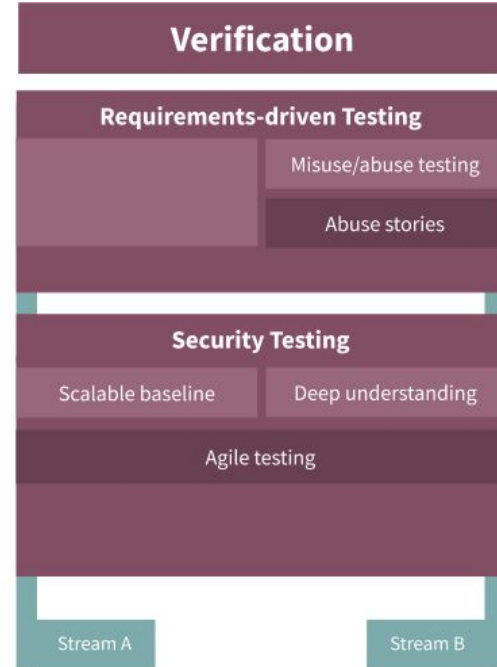 Verification
Requirements-driven Testing
Misuse/abuse testing
Abuse stories
Security Testing
Scalable baseline
Deep understanding
Agile testing
Stream A
Stream B